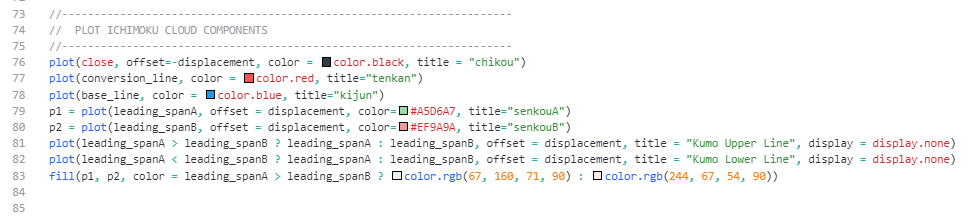 73 //--------------------------------------------------------------------
74 //  PLOT ICHIMOKU CLOUD COMPONENTS
75 //--------------------------------------------------------------------
76 plot(close, offset=-displacement, color = color.black, title = "chikou")
77 plot(conversion_line, color = color.red, title="tenkan")
78 plot(base_line, color = color.blue, title="kijun")
79 p1 = plot(leading_spanA, offset = displacement, color=#A5D6A7, title="senkouA")
80 p2 = plot(leading_spanB, offset = displacement, color=#EF9A9A, title="senkouB")
81 plot(leading_spanA > leading_spanB ? leading_spanA : leading_spanB, offset = displacement, title = "Kumo Upper Line", display = display.none)
82 plot(leading_spanA < leading_spanB ? leading_spanA : leading_spanB, offset = displacement, title = "Kumo Lower Line", display = display.none)
83 fill(p1, p2, color = leading_spanA > leading_spanB ? color.rgb(67, 160, 71, 90) : color.rgb(244, 67, 54, 90))
84
85